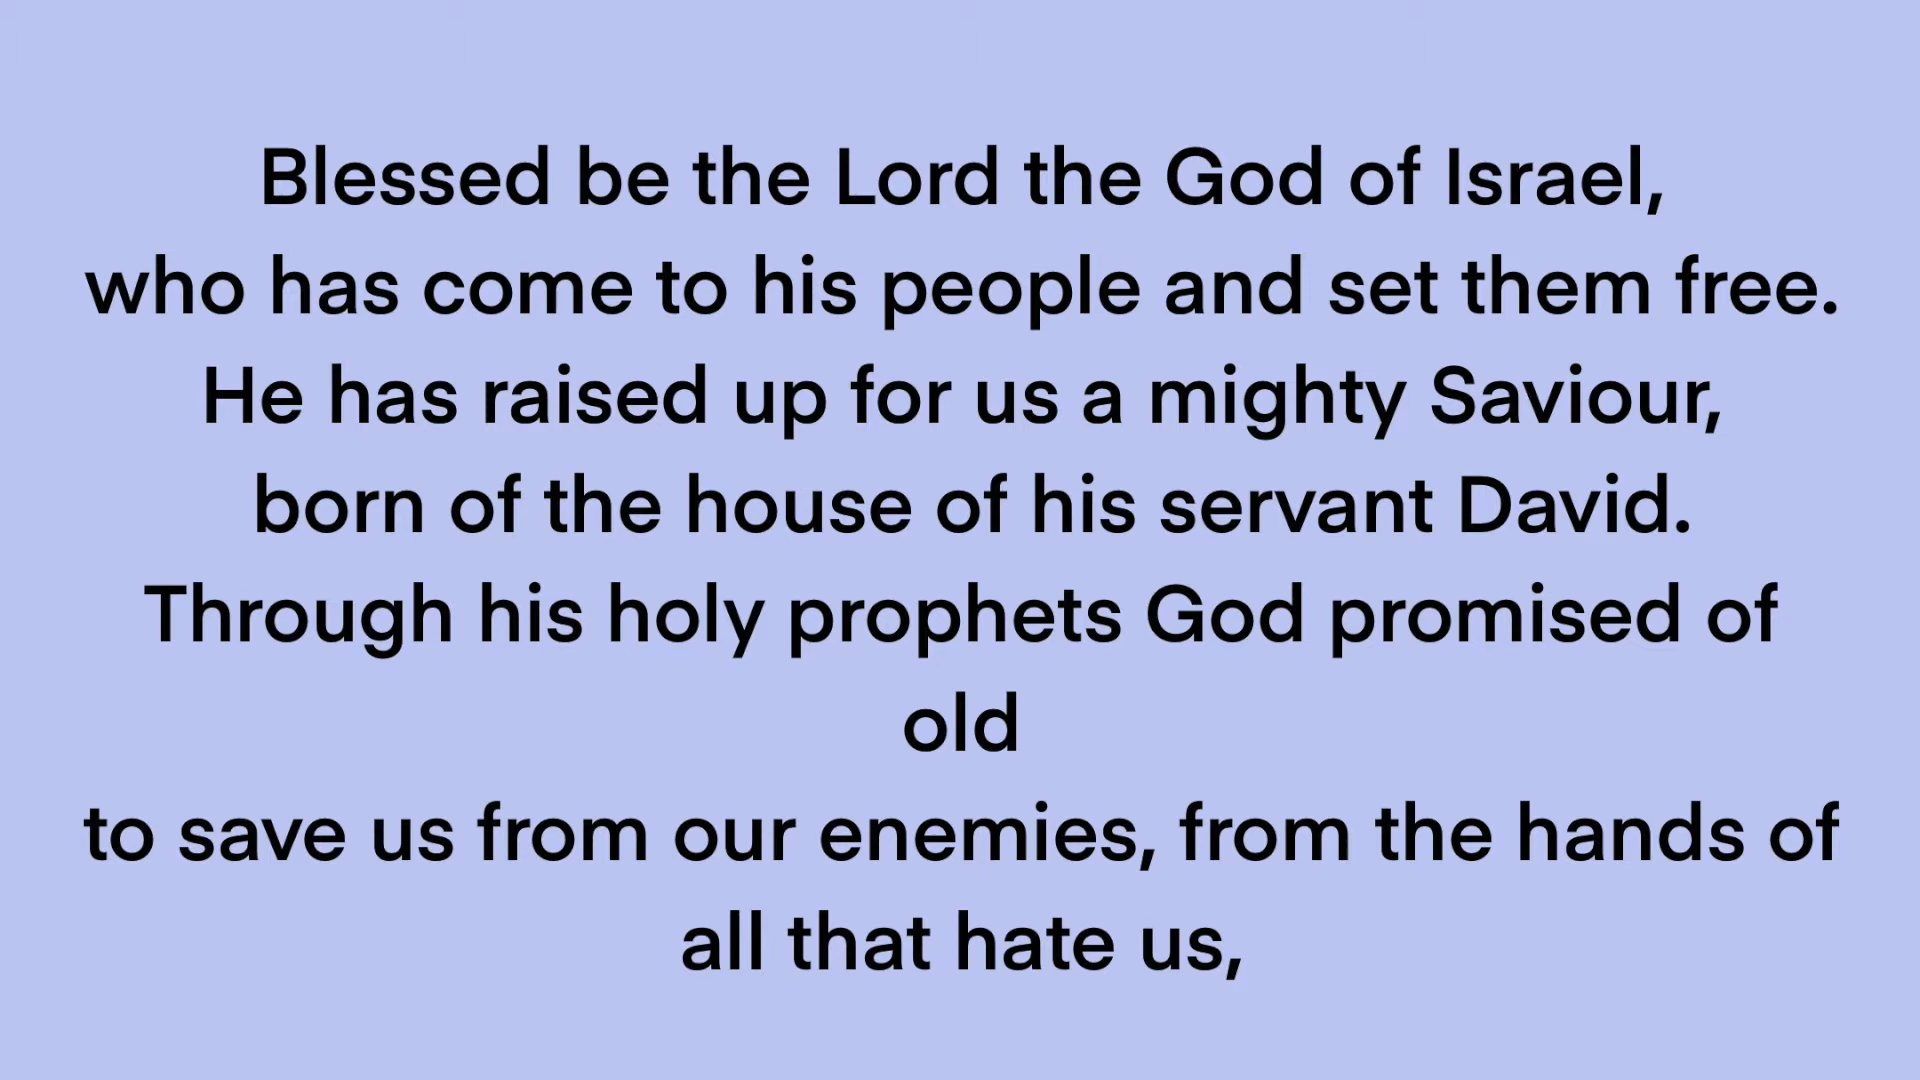 Blessed be the Lord the God of Israel,
who has come to his people and set them free.
He has raised up for us a mighty Saviour,
born of the house of his servant David.
Through his holy prophets God promised of
old
to save us from our enemies, from the hands of
all that hate us,